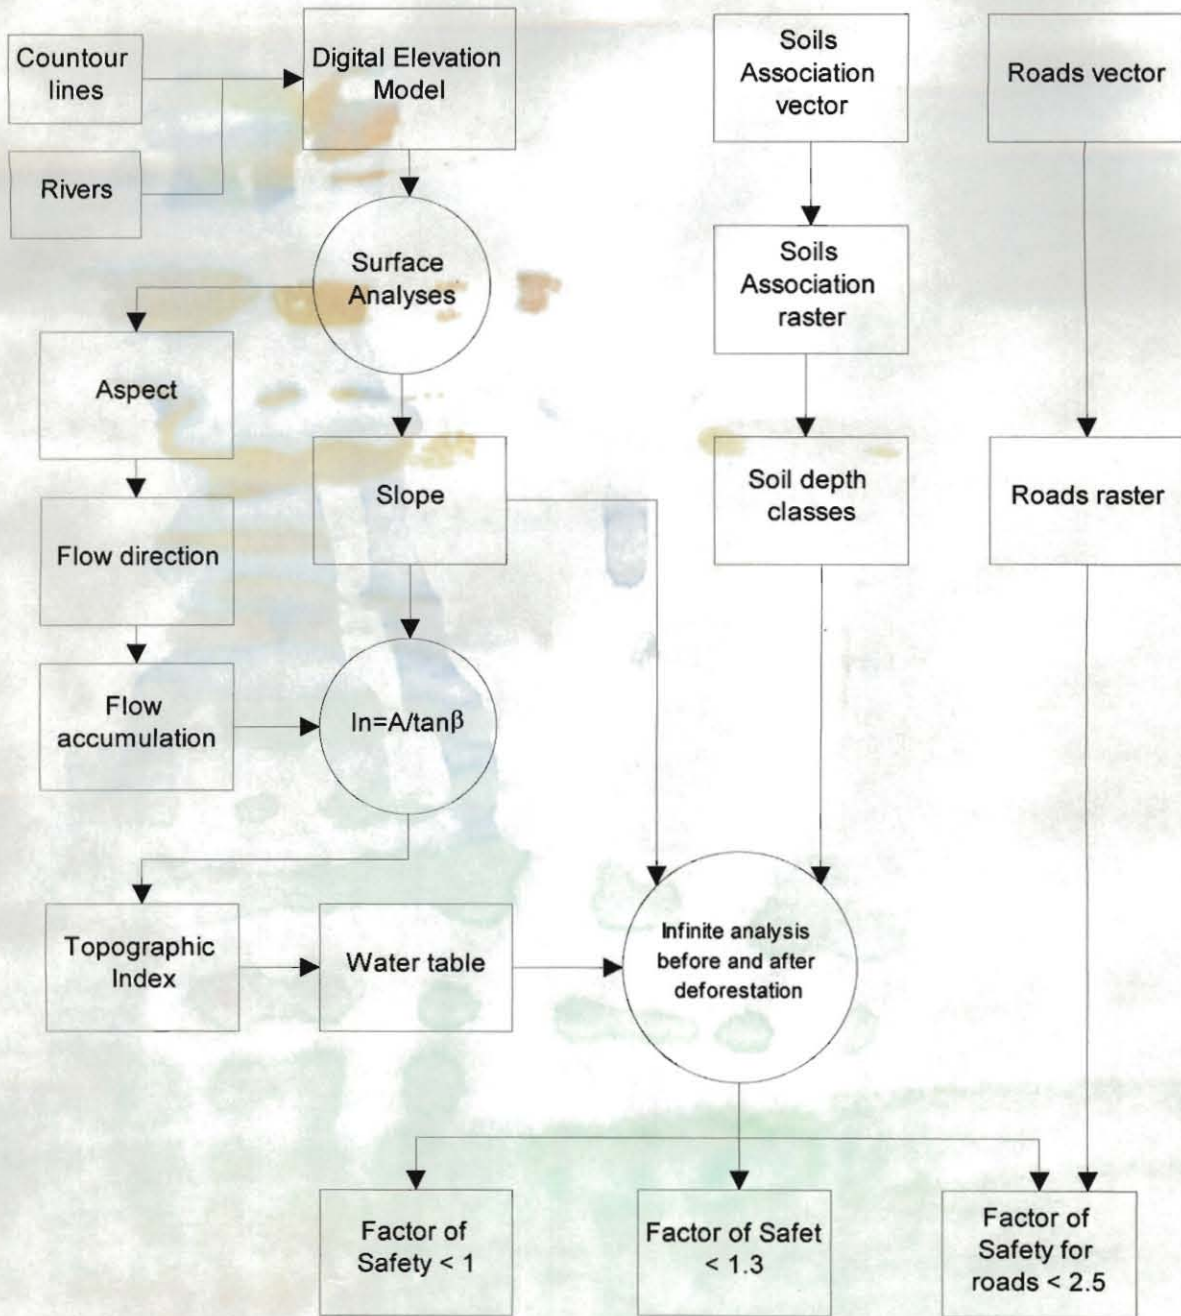 Countour
lines
Digital Elevation
Model
Soils
Association
vector
Roads vector
Rivers
Surface
Analyses
Soils
Association
raster
Aspect
Slope
Soil depth
classes
Roads raster
Flow direction
Flow
accumulation
In=A/tanβ
Topographic
Index
Water table
Infinite analysis
before and after
deforestation
Factor of
Safety < 1
Factor of Safet
< 1.3
Factor of
Safety for
roads < 2.5